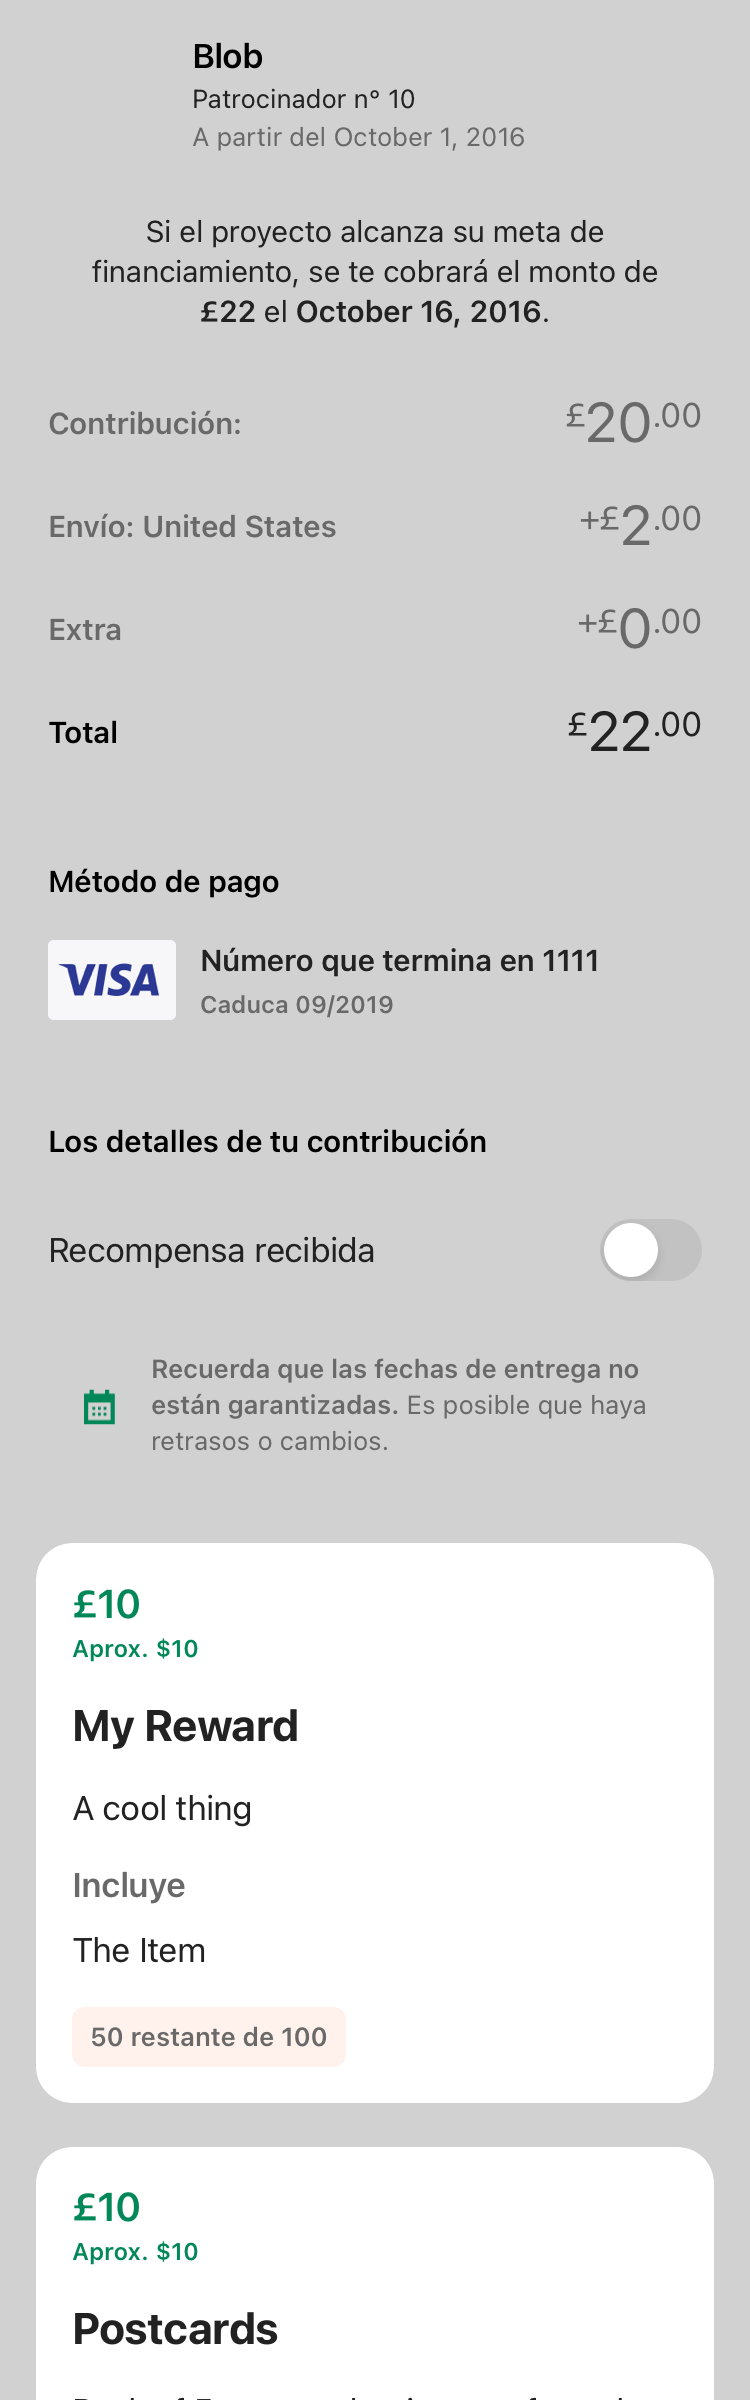 Blob
Patrocinador n° 10
A partir del October 1, 2016
Si el proyecto alcanza su meta de
financiamiento, se te cobrará el monto de
£22 el October 16, 2016.
Contribución: £20.00
Envío: United States +£2.00
Extra +£0.00
Total £22.00
Método de pago
VISA
Número que termina en 1111
Caduca 09/2019
Los detalles de tu contribución
Recompensa recibida
Recuerda que las fechas de entrega no
están garantizadas. Es posible que haya
retrasos o cambios.
£10
Aprox. $10
My Reward
A cool thing
Incluye
The Item
50 restante de 100
£10
Aprox. $10
Postcards